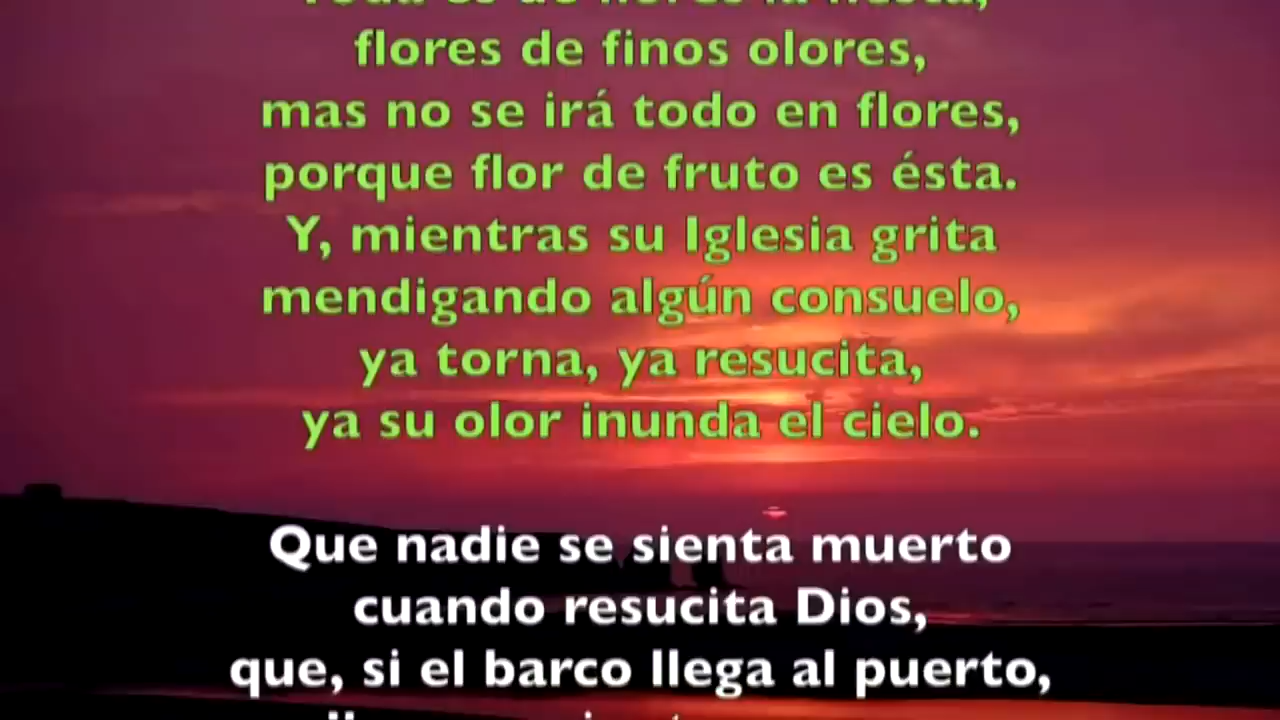 flores de finos olores,
mas no se irá todo en flores,
porque flor de fruto es ésta.
Y, mientras su Iglesia grita
mendigando algún consuelo,
ya torna, ya resucita,
ya su olor inunda el cielo.
Que nadie se sienta muerto
cuando resucita Dios,
que, si el barco llega al puerto,